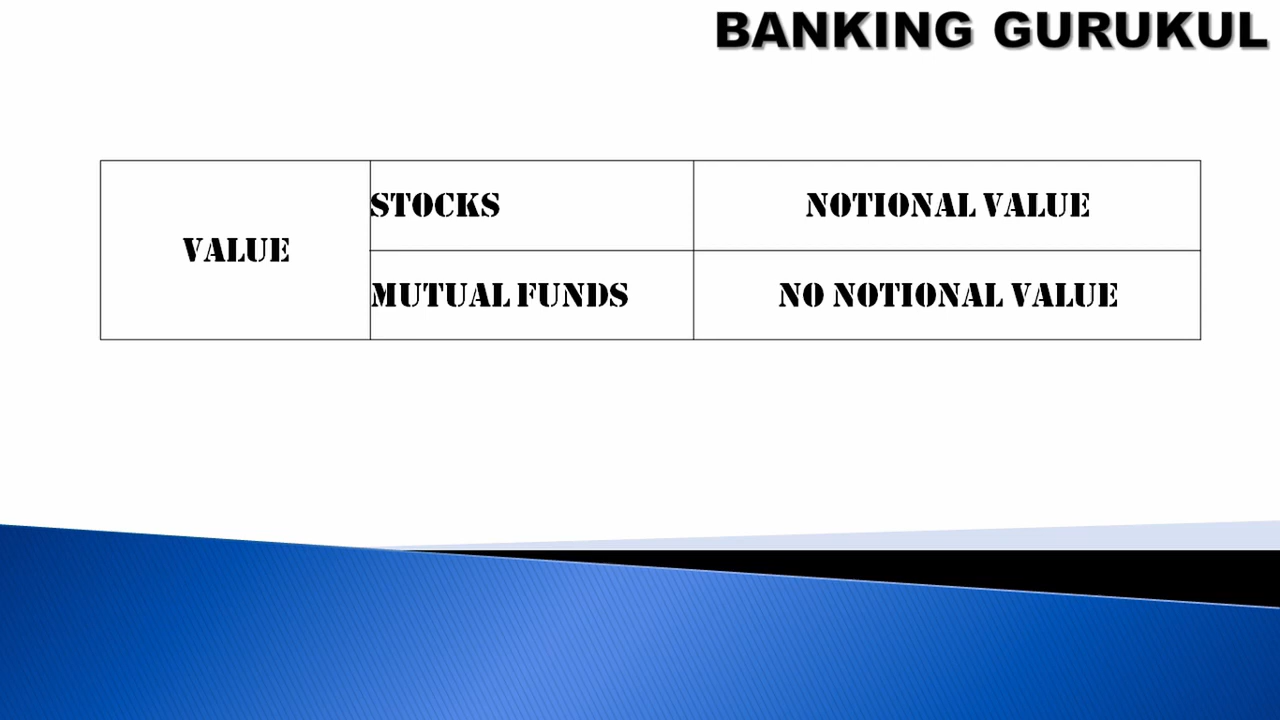 BANKING GURUKUL
STOCKS
NOTIONAL VALUE
VALUE
MUTUAL FUNDS
NO NOTIONAL VALUE